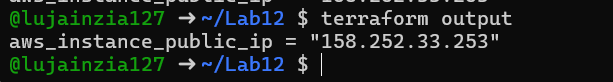 @lujainzia127 ➜ ~/Lab12 $ terraform output
aws_instance_public_ip = "158.252.33.253"
@lujainzia127 ➜ ~/Lab12 $